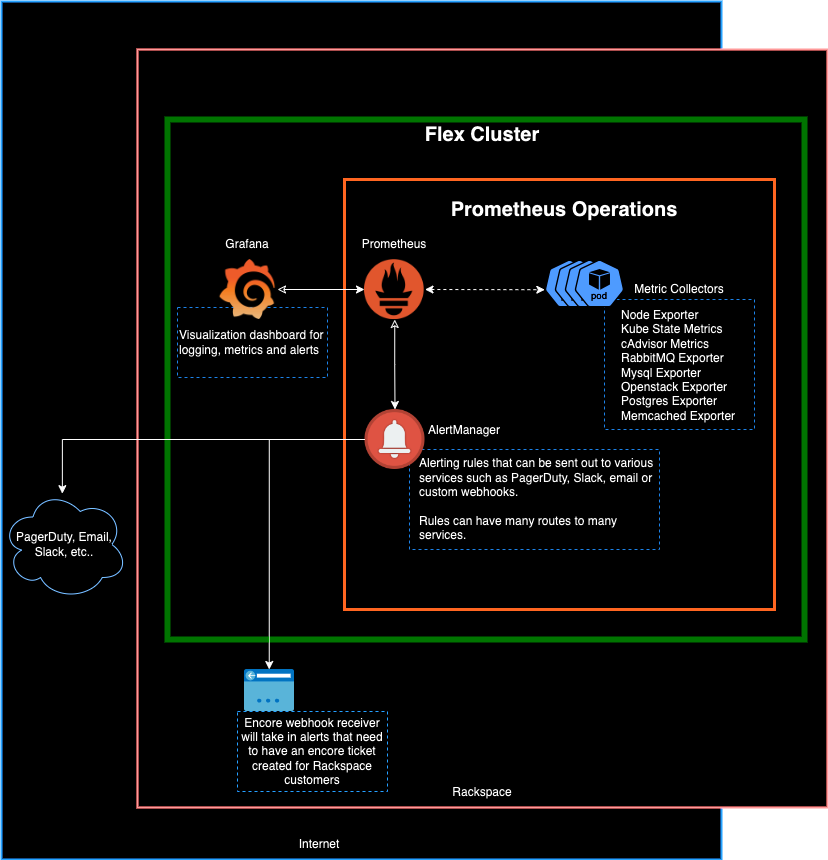 Flex Cluster
Prometheus Operations
Grafana
Prometheus
Metric Collectors
pod
Visualization dashboard for
logging, metrics and alerts
Node Exporter
Kube State Metrics
cAdvisor Metrics
RabbitMQ Exporter
Mysql Exporter
Openstack Exporter
Postgres Exporter
Memcached Exporter
AlertManager
Alerting rules that can be sent out to various
services such as PagerDuty, Slack, email or
custom webhooks.
Rules can have many routes to many
services.
PagerDuty, Email,
Slack, etc..
Encore webhook receiver
will take in alerts that need
to have an encore ticket
created for Rackspace
customers
Rackspace
Internet